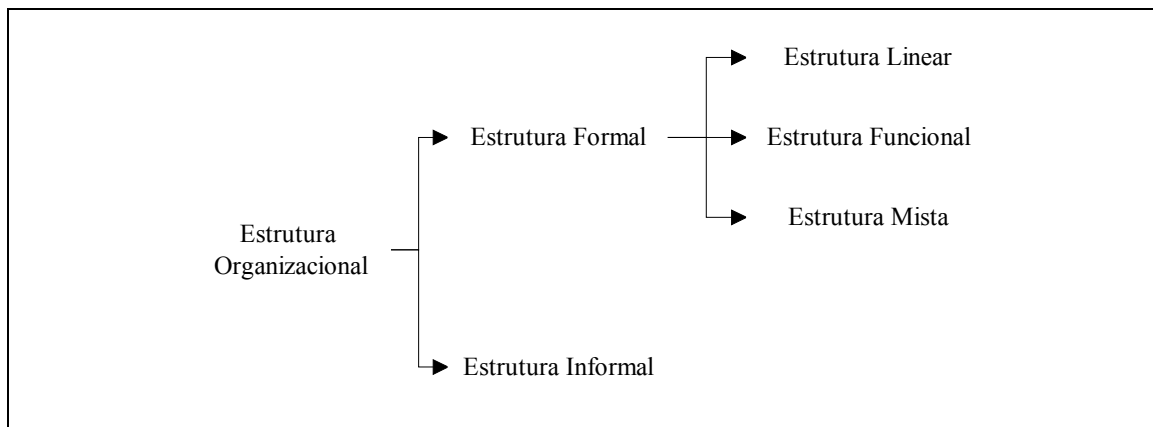 Estrutura Linear
Estrutura Formal
Estrutura Funcional
Estrutura Mista
Estrutura
Organizacional
Estrutura Informal